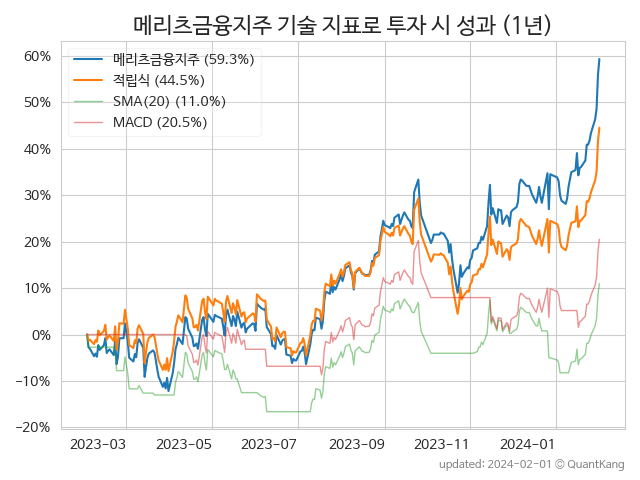 메리츠금융지주 기술 지표로 투자 시 성과 (1년)
60%
50%
40%
30%
20%
10%
0%
−10%
−20%
메리츠금융지주 (59.3%)
적립식 (44.5%)
SMA(20) (11.0%)
MACD (20.5%)
2023-03 2023-05 2023-07 2023-09 2023-11 2024-01
updated: 2024-02-01 © QuantKang